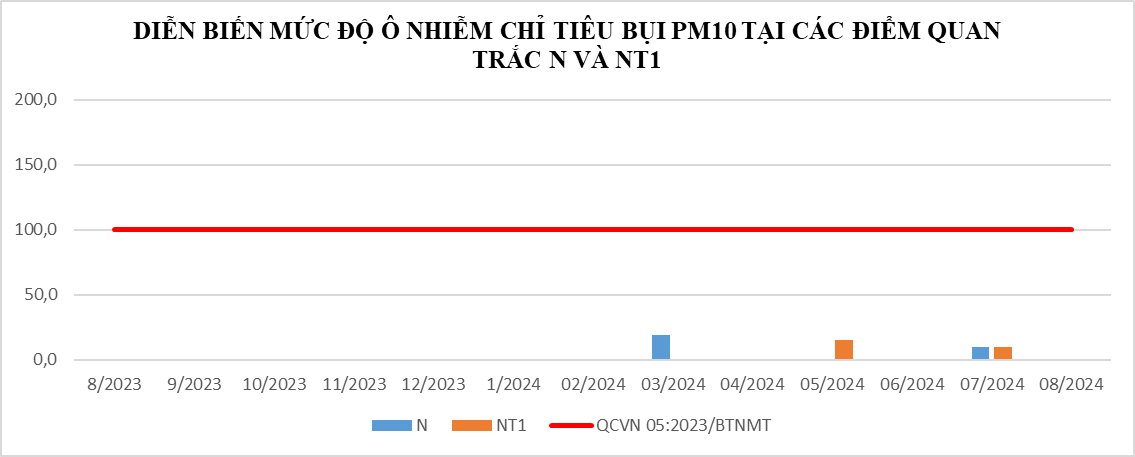 DIỄN BIẾN MỨC ĐỘ Ô NHIỄM CHỈ TIÊU BỤI PM10 TẠI CÁC ĐIỂM QUAN
TRẮC N VÀ NT1
200,0
150,0
100,0
50,0
0,0
8/2023 9/2023 10/2023 11/2023 12/2023 1/2024 02/2024 03/2024 04/2024 05/2024 06/2024 07/2024 08/2024
N NT1 QCVN 05:2023/BTNMT